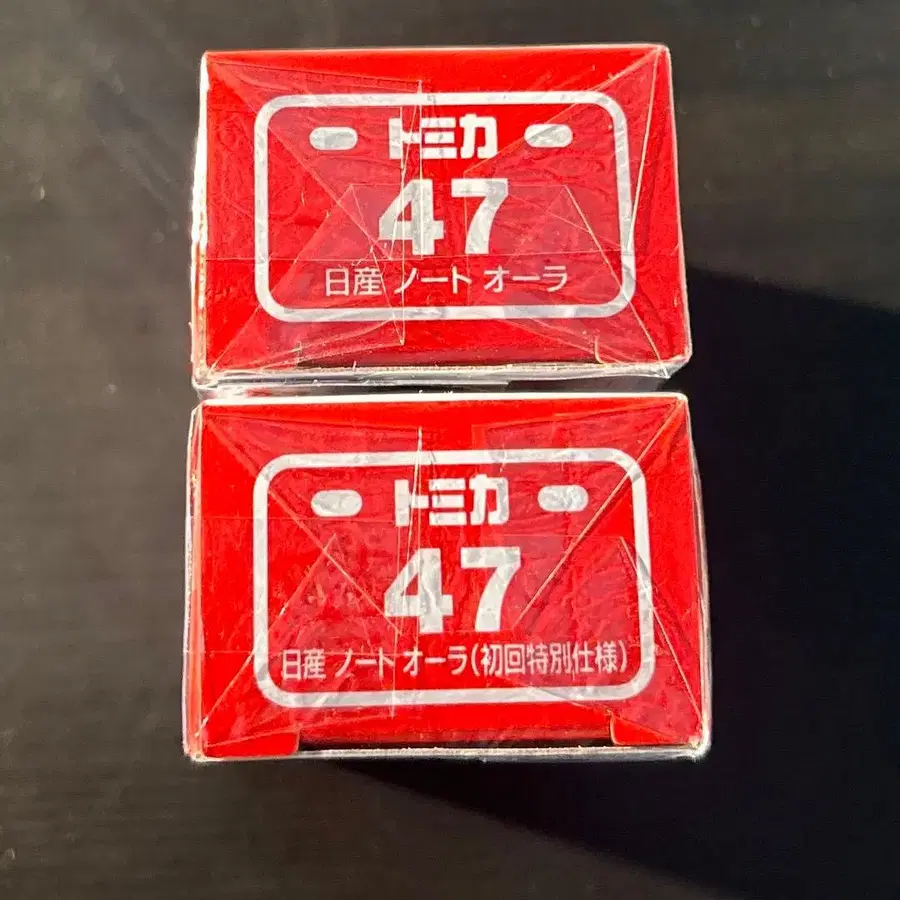 トミカ
47
日産 ノート オーラ
トミカ
47
日産 ノート オーラ(初回特別仕様)